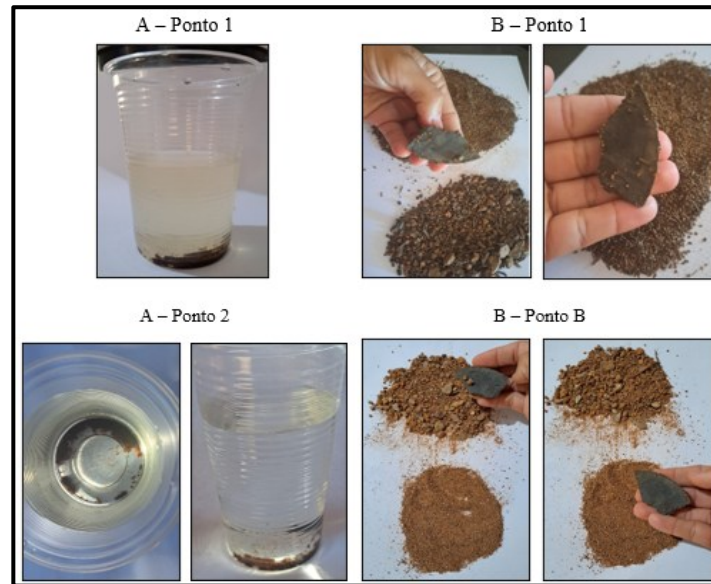 A – Ponto 1
B – Ponto 1
A – Ponto 2
B – Ponto B